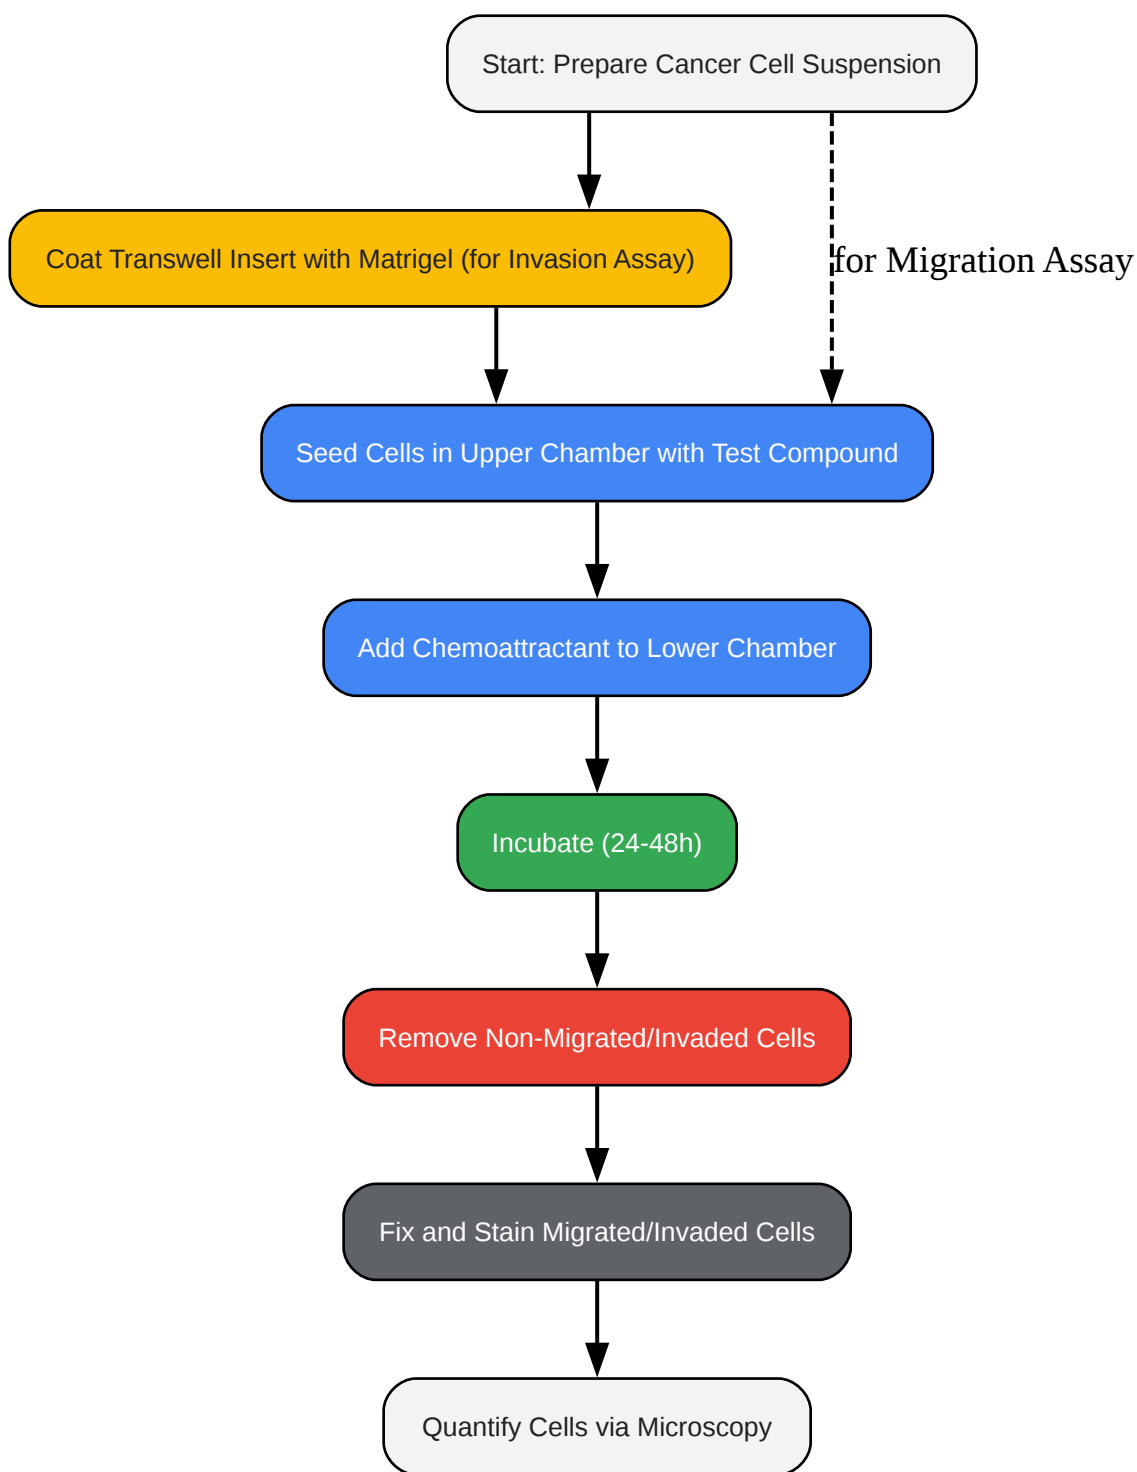 Start: Prepare Cancer Cell Suspension
Coat Transwell Insert with Matrigel (for Invasion Assay)
for Migration Assay
Seed Cells in Upper Chamber with Test Compound
Add Chemoattractant to Lower Chamber
Incubate (24-48h)
Remove Non-Migrated/Invaded Cells
Fix and Stain Migrated/Invaded Cells
Quantify Cells via Microscopy